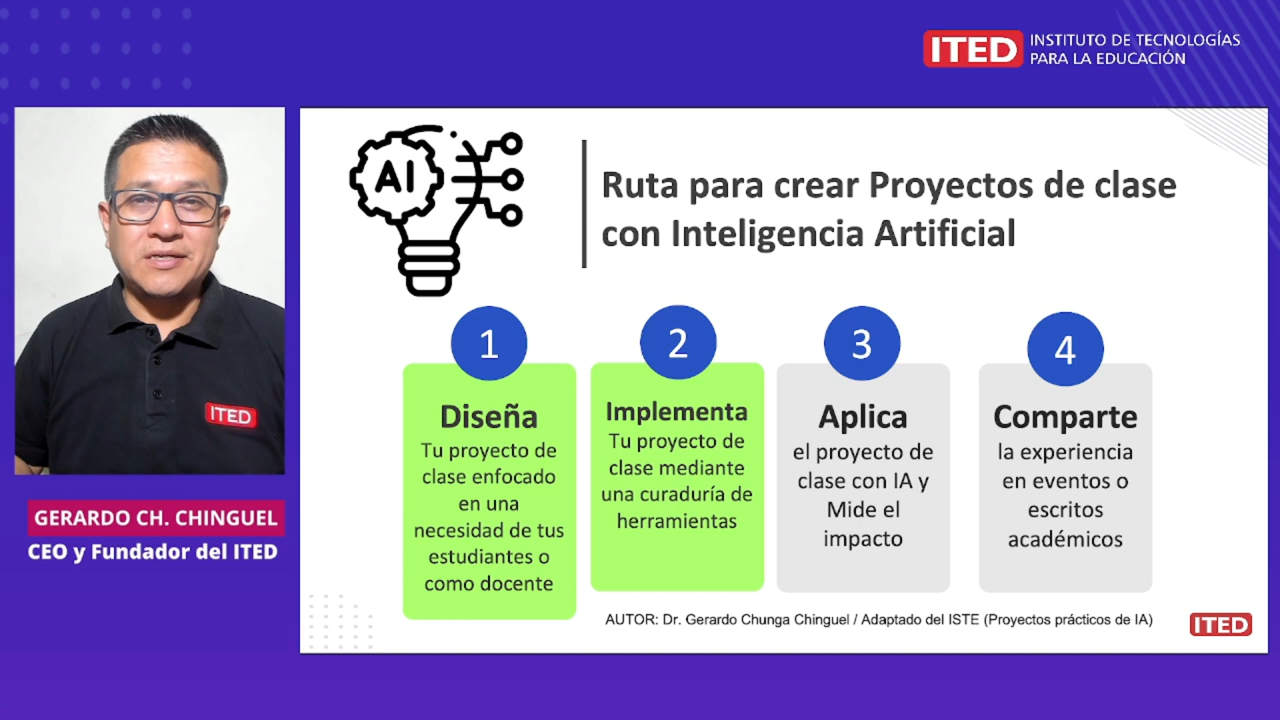 ITED INSTITUTO DE TECNOLOGÍAS
PARA LA EDUCACIÓN
AI
Ruta para crear Proyectos de clase
con Inteligencia Artificial
1
Diseña
Tu proyecto de
clase enfocado
en una
necesidad de tus
estudiantes o
como docente
2
Implementa
Tu proyecto de
clase mediante
una curaduría de
herramientas
3
Aplica
el proyecto de
clase con IA y
Mide el
impacto
4
Comparte
la experiencia
en eventos o
escritos
académicos
ITED
GERARDO CH. CHINGUEL
CEO y Fundador del ITED
AUTOR: Dr. Gerardo Chunga Chinguel / Adaptado del ISTE (Proyectos prácticos de IA)
ITED